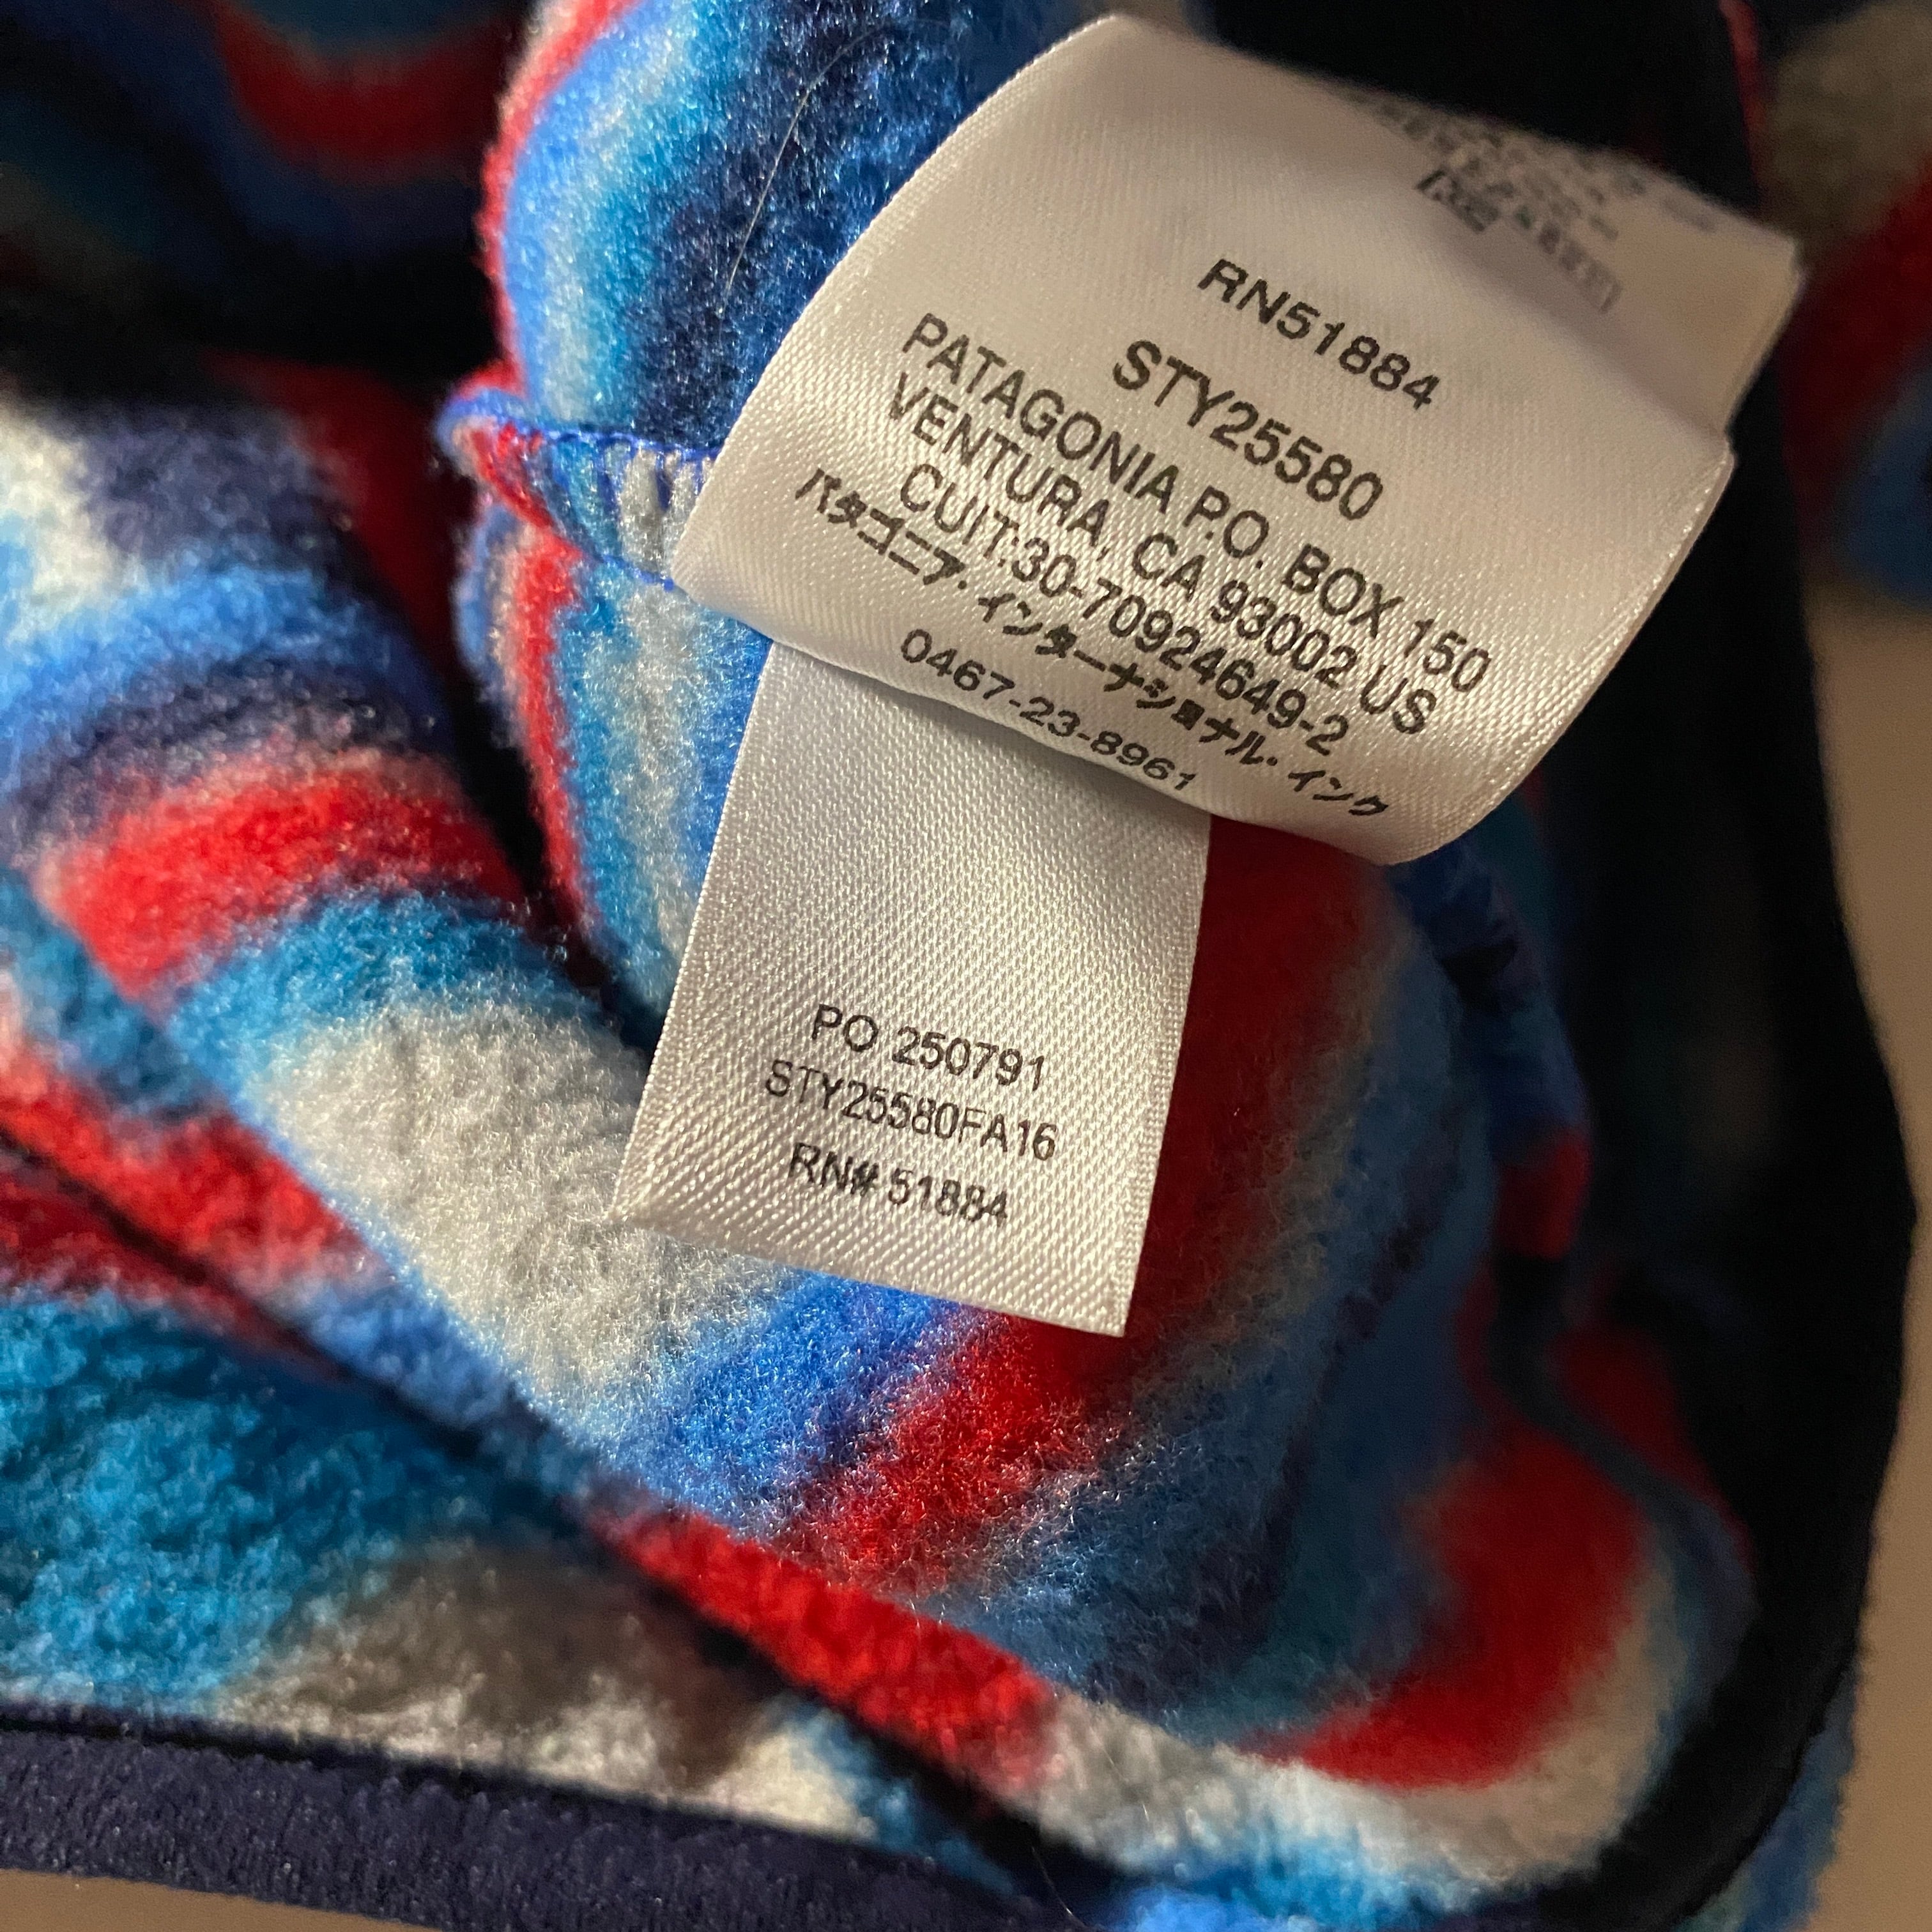 RN51884
STY25580
PATAGONIA P.O. BOX 150
VENTURA, CA 93002 US
CUIT:30-70924649-2
パタゴニア・インターナショナル・インク
0467-23-8961
PO 250791
STY25580FA16
RN# 51884